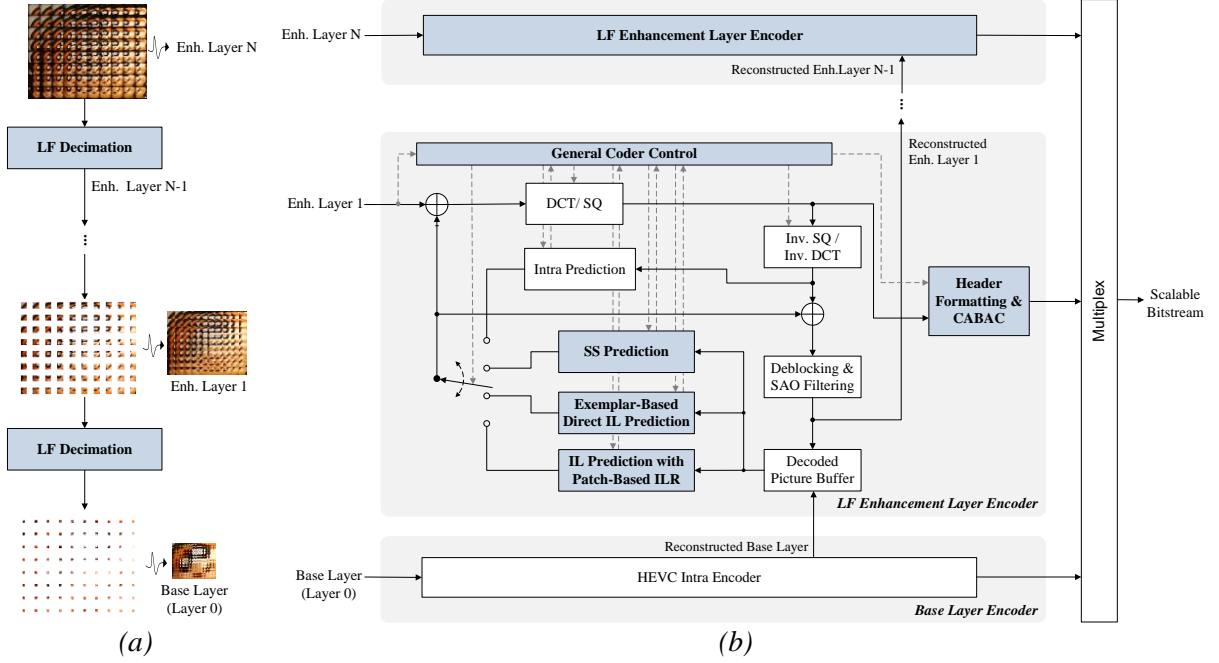 Enh. Layer N
LF Decimation
Enh. Layer N-1
...
Enh. Layer 1
LF Decimation
Base Layer
(Layer 0)
(a)
Enh. Layer N
LF Enhancement Layer Encoder
Reconstructed Enh.Layer N-1
...
Reconstructed
Enh. Layer 1
General Coder Control
Enh. Layer 1
DCT/ SQ
Inv. SQ /
Inv. DCT
Intra Prediction
Header
Formatting &
CABAC
SS Prediction
Deblocking &
SAO Filtering
Exemplar-Based
Direct IL Prediction
IL Prediction with
Patch-Based ILR
Decoded
Picture Buffer
LF Enhancement Layer Encoder
Reconstructed Base Layer
Base Layer
(Layer 0)
HEVC Intra Encoder
Base Layer Encoder
Multiplex
Scalable
Bitstream
(b)